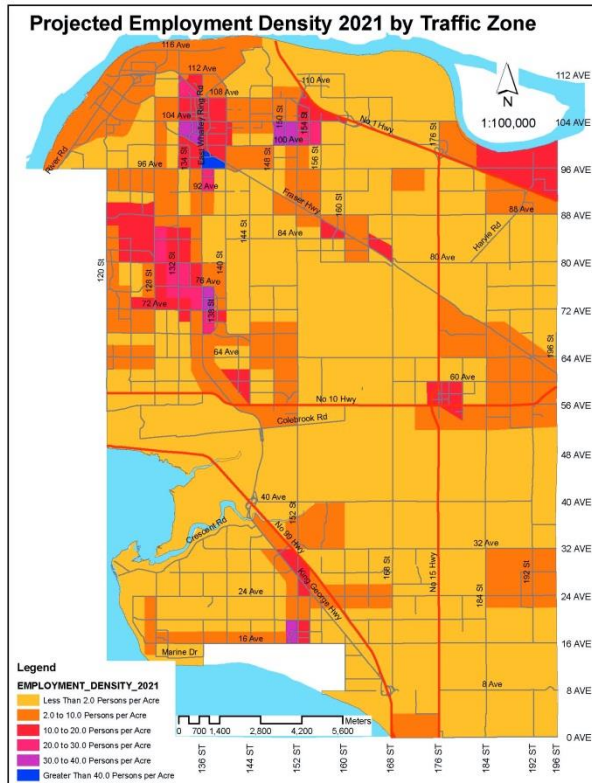 Projected Employment Density 2021 by Traffic Zone
116 Ave
112 Ave
110 Ave
112 AVE
108 Ave
N
1:100,000
104 Ave
East Whalley Ring Rd
150 St
154 St
No 1 Hwy
176 St
104 AVE
100 Ave
River Rd
96 Ave
134 St
148 St
156 St
96 AVE
92 Ave
Fraser Hwy
160 St
88 Ave
88 AVE
144 St
84 Ave
Harvie Rd
120 St
128 St
132 St
140 St
80 Ave
80 AVE
76 Ave
72 Ave
138 St
72 AVE
64 Ave
196 St
64 AVE
60 Ave
No 10 Hwy
56 AVE
Colebrook Rd
48 AVE
40 Ave
152 St
40 AVE
Crescent Rd
No 99 Hwy
32 Ave
32 AVE
King George Hwy
168 St
No 15 Hwy
184 St
192 St
24 Ave
24 AVE
16 Ave
16 AVE
Marine Dr
8 Ave
8 AVE
0 AVE
Legend
EMPLOYMENT_DENSITY_2021
Less Than 2.0 Persons per Acre
2.0 to 10.0 Persons per Acre
10.0 to 20.0 Persons per Acre
20.0 to 30.0 Persons per Acre
30.0 to 40.0 Persons per Acre
Greater Than 40.0 Persons per Acre
Meters
0 700 1,400 2,800 4,200 5,600
136 ST
144 ST
152 ST
160 ST
168 ST
176 ST
184 ST
192 ST
196 ST